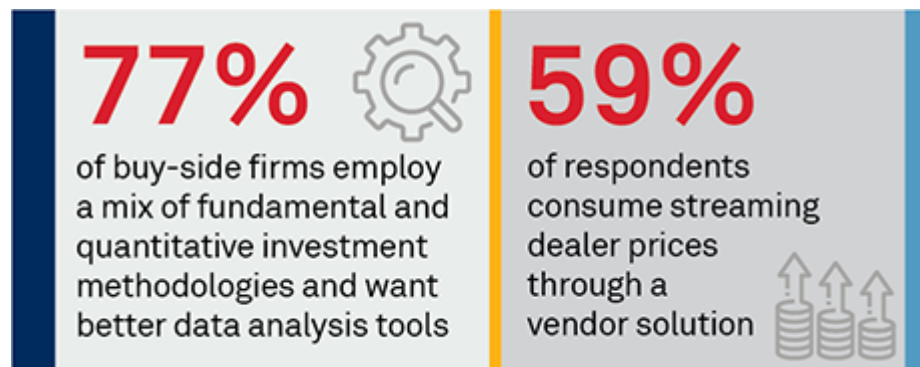 77%
of buy-side firms employ
a mix of fundamental and
quantitative investment
methodologies and want
better data analysis tools
59%
of respondents
consume streaming
dealer prices
through a
vendor solution